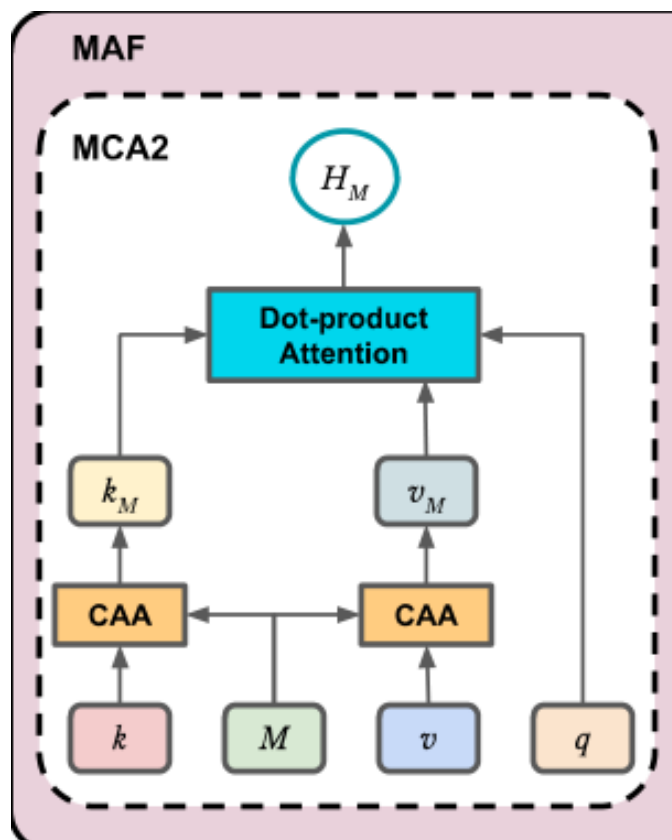 MAF
MCA2
H_M
Dot-product
Attention
k_M
v_M
CAA
CAA
k
M
v
q